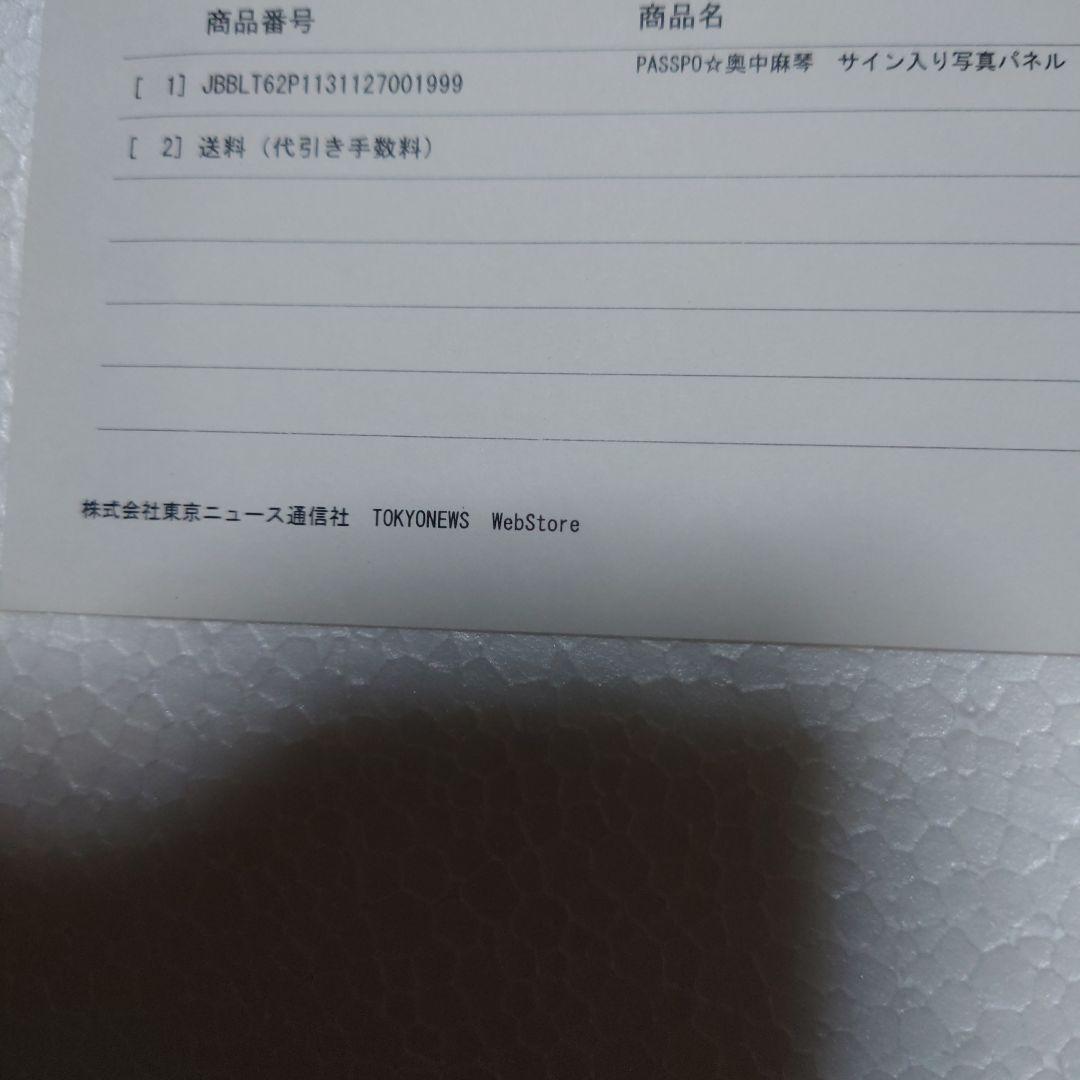 商品番号 商品名
[ 1] JBBLT62P1131127001999 PASSPO☆奥中麻琴 サイン入り写真パネル
[ 2] 送料（代引き手数料）
株式会社東京ニュース通信社 TOKYONEWS WebStore